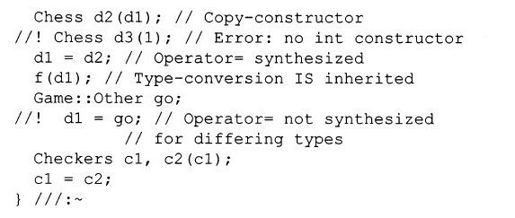 Chess d2(d1); // Copy-constructor
//! Chess d3(1); // Error: no int constructor
d1 = d2; // Operator= synthesized
f(d1); // Type-conversion IS inherited
Game::Other go;
//!  d1 = go; // Operator= not synthesized
// for differing types
Checkers c1, c2(c1);
c1 = c2;
} ///:~